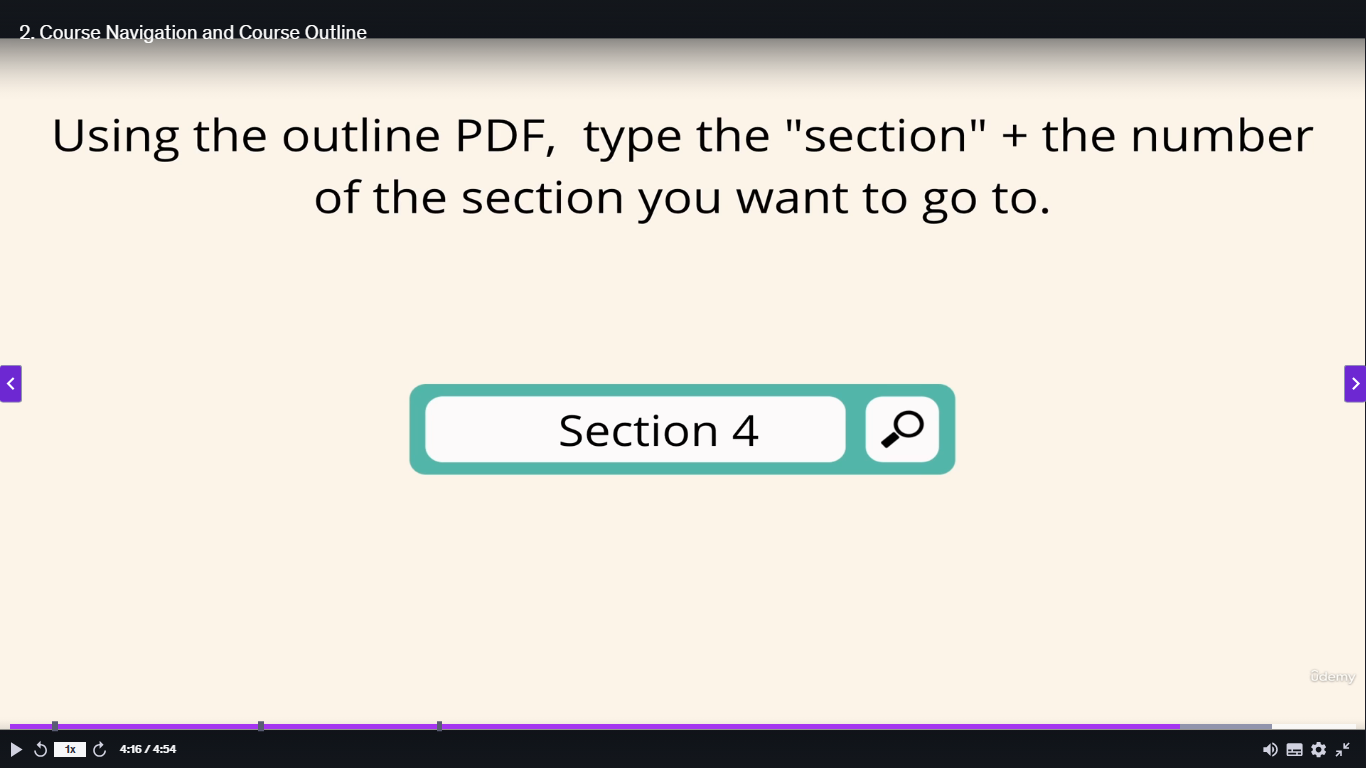 2. Course Navigation and Course Outline
Using the outline PDF, type the "section" + the number
of the section you want to go to.
Section 4
ûdemy
1x
4:16 / 4:54